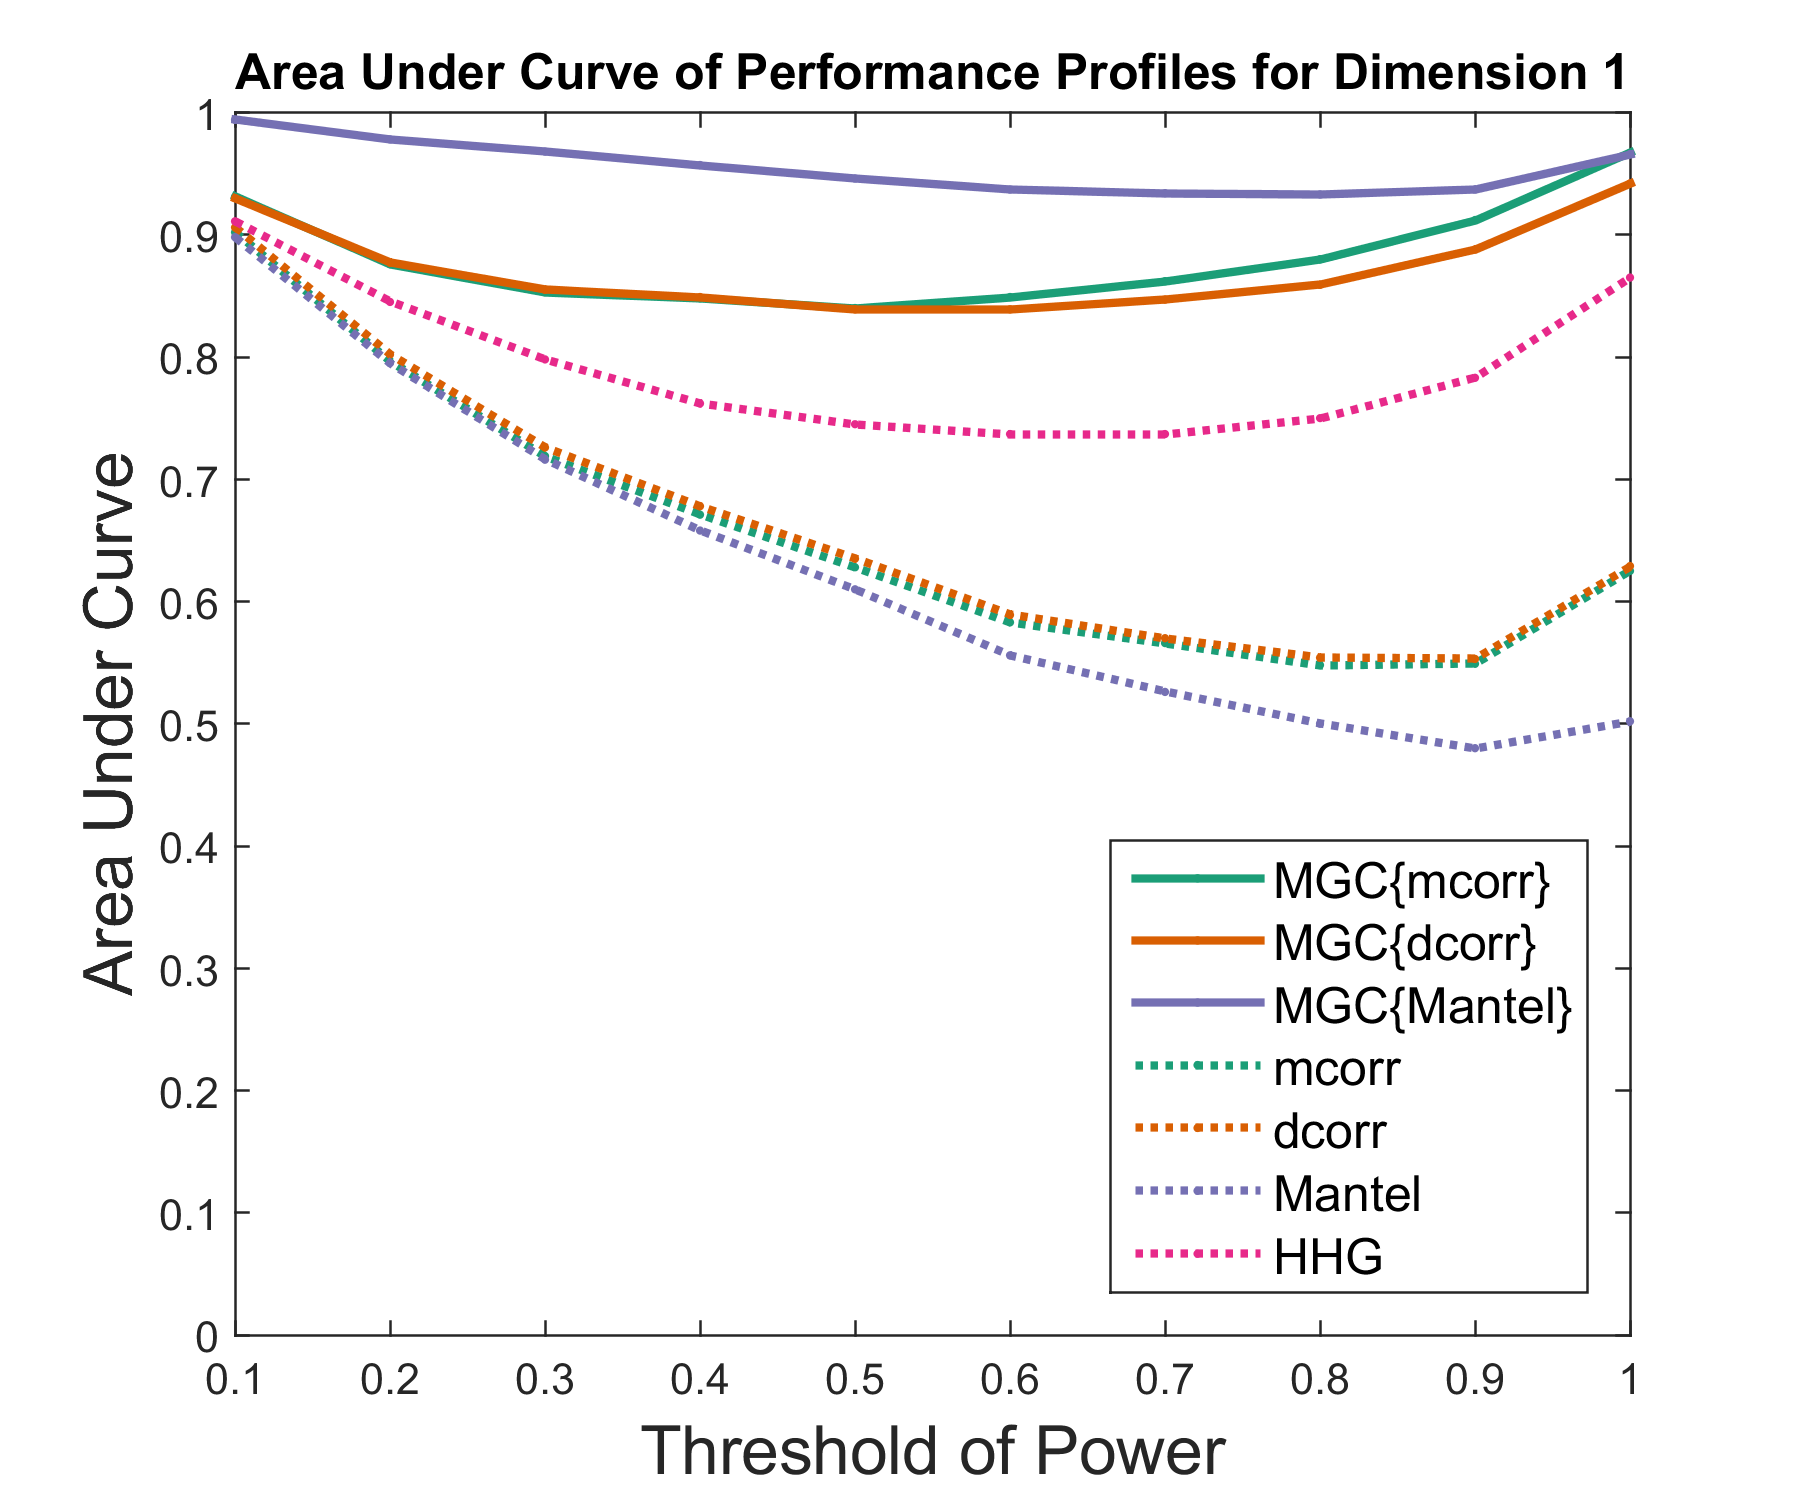 Area Under Curve of Performance Profiles for Dimension 1
Area Under Curve
1
0.9
0.8
0.7
0.6
0.5
0.4
0.3
0.2
0.1
0
MGC{mcorr}
MGC{dcorr}
MGC{Mantel}
mcorr
dcorr
Mantel
HHG
0.1 0.2 0.3 0.4 0.5 0.6 0.7 0.8 0.9 1
Threshold of Power